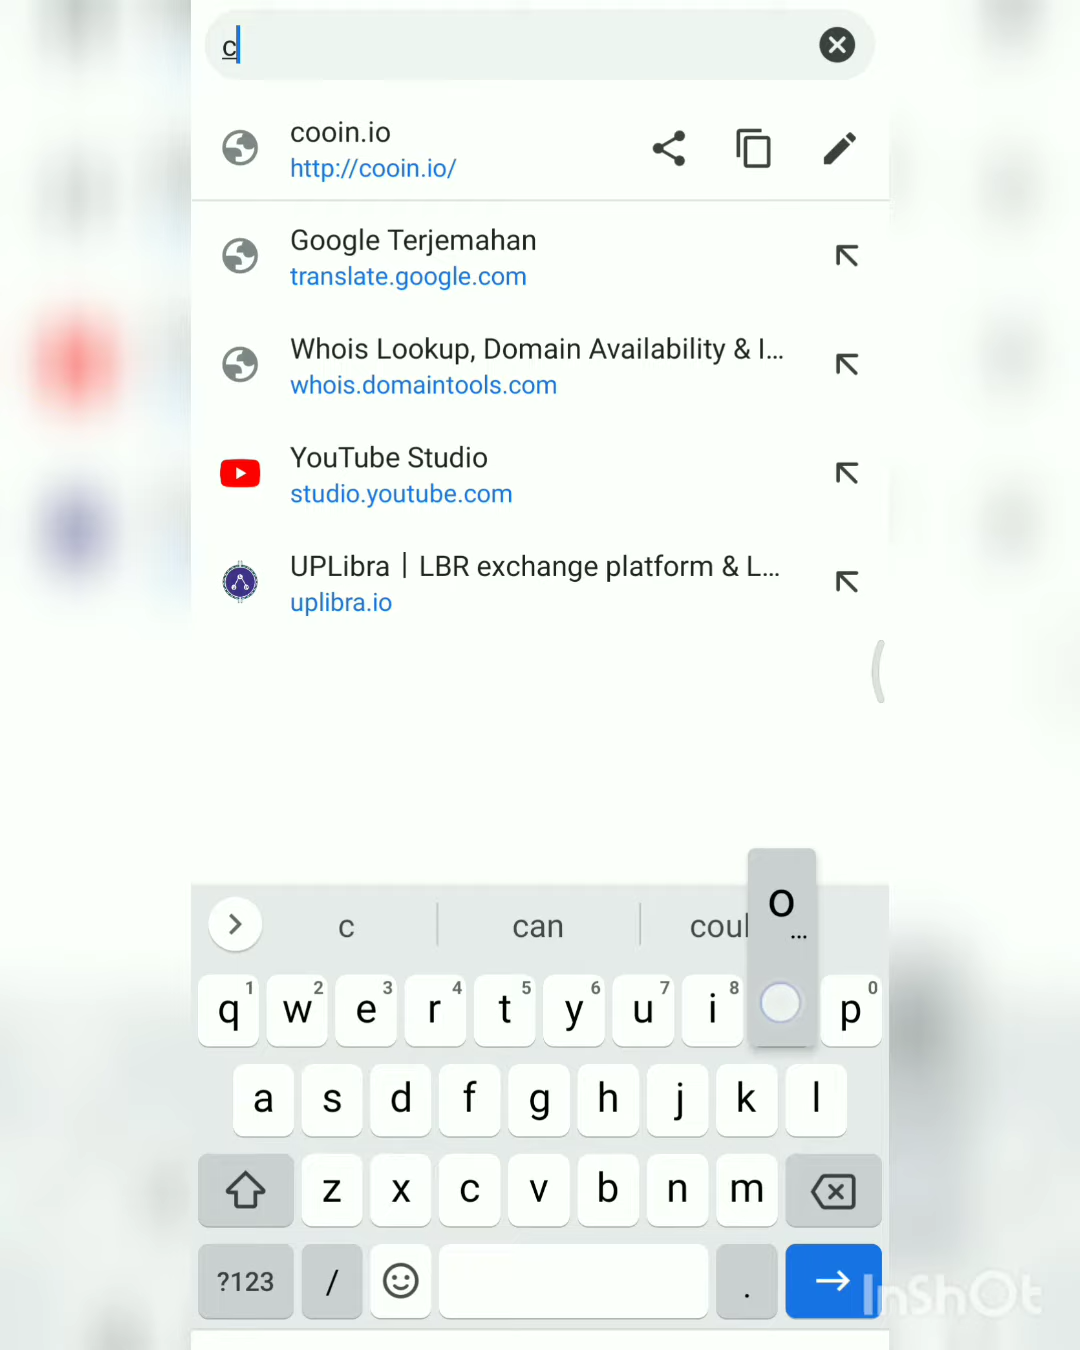 c
cooin.io
http://cooin.io/
Google Terjemahan
translate.google.com
Whois Lookup, Domain Availability & I...
whois.domaintools.com
YouTube Studio
studio.youtube.com
UPLibra | LBR exchange platform & L...
uplibra.io
c can coul
o
...
q 1 w 2 e 3 r 4 t 5 y 6 u 7 i 8 p 0
a s d f g h j k l
z x c v b n m
?123 / .
InShOt